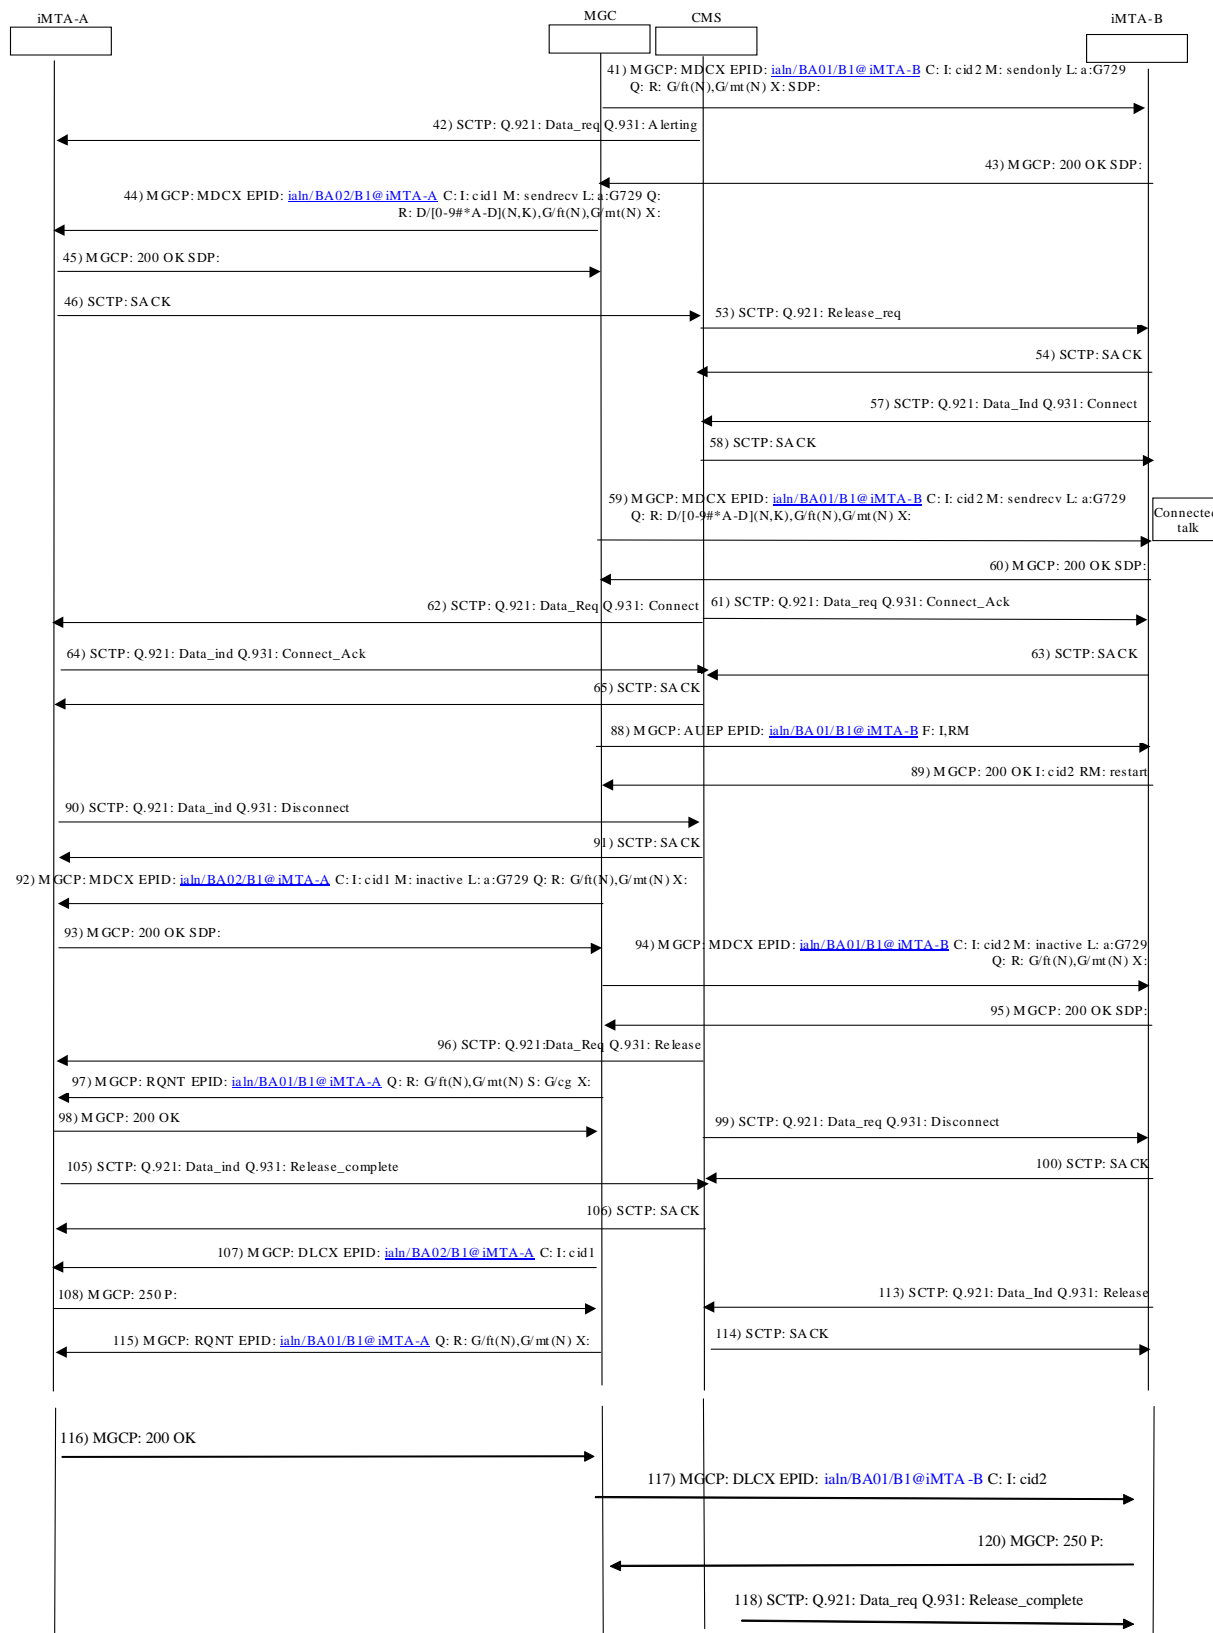 iMTA-A
MGC
CMS
iMTA-B
41) MGCP: MDCX EPID: ialn/BA01/B1@iMTA-B C: I: cid2 M: sendonly L: a:G729
Q: R: G/ft(N),G/mt(N) X: SDP:
42) SCTP: Q.921: Data_req Q.931: Alerting
43) MGCP: 200 OK SDP:
44) MGCP: MDCX EPID: ialn/BA02/B1@iMTA-A C: I: cid1 M: sendrecv L: a:G729 Q:
R: D/[0-9#*A-D](N,K),G/ft(N),G/mt(N) X:
45) MGCP: 200 OK SDP:
46) SCTP: SACK
53) SCTP: Q.921: Release_req
54) SCTP: SACK
57) SCTP: Q.921: Data_Ind Q.931: Connect
58) SCTP: SACK
59) MGCP: MDCX EPID: ialn/BA01/B1@iMTA-B C: I: cid2 M: sendrecv L: a:G729
Q: R: D/[0-9#*A-D](N,K),G/ft(N),G/mt(N) X:
Connected
talk
60) MGCP: 200 OK SDP:
62) SCTP: Q.921: Data_Req Q.931: Connect
61) SCTP: Q.921: Data_req Q.931: Connect_Ack
64) SCTP: Q.921: Data_ind Q.931: Connect_Ack
63) SCTP: SACK
65) SCTP: SACK
88) MGCP: AUEP EPID: ialn/BA01/B1@iMTA-B F: I,RM
89) MGCP: 200 OK I: cid2 RM: restart
90) SCTP: Q.921: Data_ind Q.931: Disconnect
91) SCTP: SACK
92) MGCP: MDCX EPID: ialn/BA02/B1@iMTA-A C: I: cid1 M: inactive L: a:G729 Q: R: G/ft(N),G/mt(N) X:
93) MGCP: 200 OK SDP:
94) MGCP: MDCX EPID: ialn/BA01/B1@iMTA-B C: I: cid2 M: inactive L: a:G729
Q: R: G/ft(N),G/mt(N) X:
95) MGCP: 200 OK SDP:
96) SCTP: Q.921:Data_Req Q.931: Release
97) MGCP: RQNT EPID: ialn/BA01/B1@iMTA-A Q: R: G/ft(N),G/mt(N) S: G/cg X:
98) MGCP: 200 OK
99) SCTP: Q.921: Data_req Q.931: Disconnect
105) SCTP: Q.921: Data_ind Q.931: Release_complete
100) SCTP: SACK
106) SCTP: SACK
107) MGCP: DLCX EPID: ialn/BA02/B1@iMTA-A C: I: cid1
108) MGCP: 250 P:
113) SCTP: Q.921: Data_Ind Q.931: Release
115) MGCP: RQNT EPID: ialn/BA01/B1@iMTA-A Q: R: G/ft(N),G/mt(N) X:
114) SCTP: SACK
116) MGCP: 200 OK
117) MGCP: DLCX EPID: ialn/BA01/B1@iMTA -B C: I: cid2
120) MGCP: 250 P:
118) SCTP: Q.921: Data_req Q.931: Release_complete